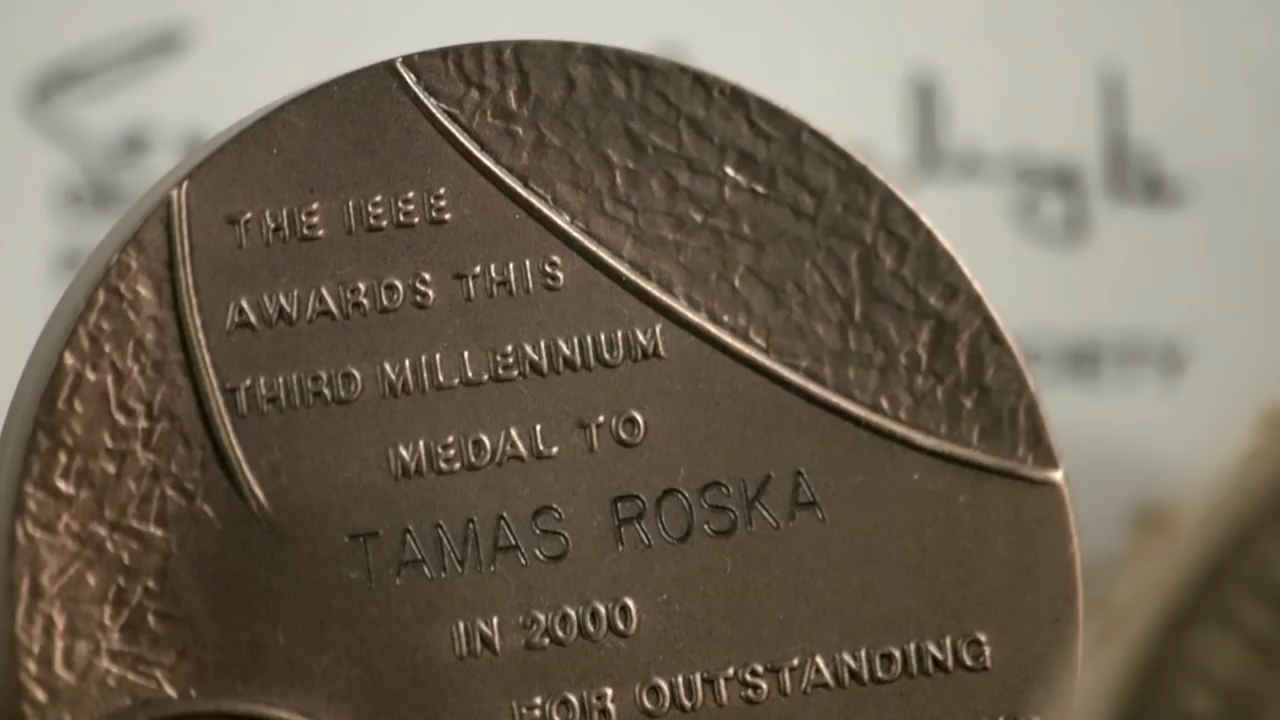 THE IEEE
AWARDS THIS
THIRD MILLENNIUM
MEDAL TO
TAMAS ROSKA
IN 2000
FOR OUTSTANDING